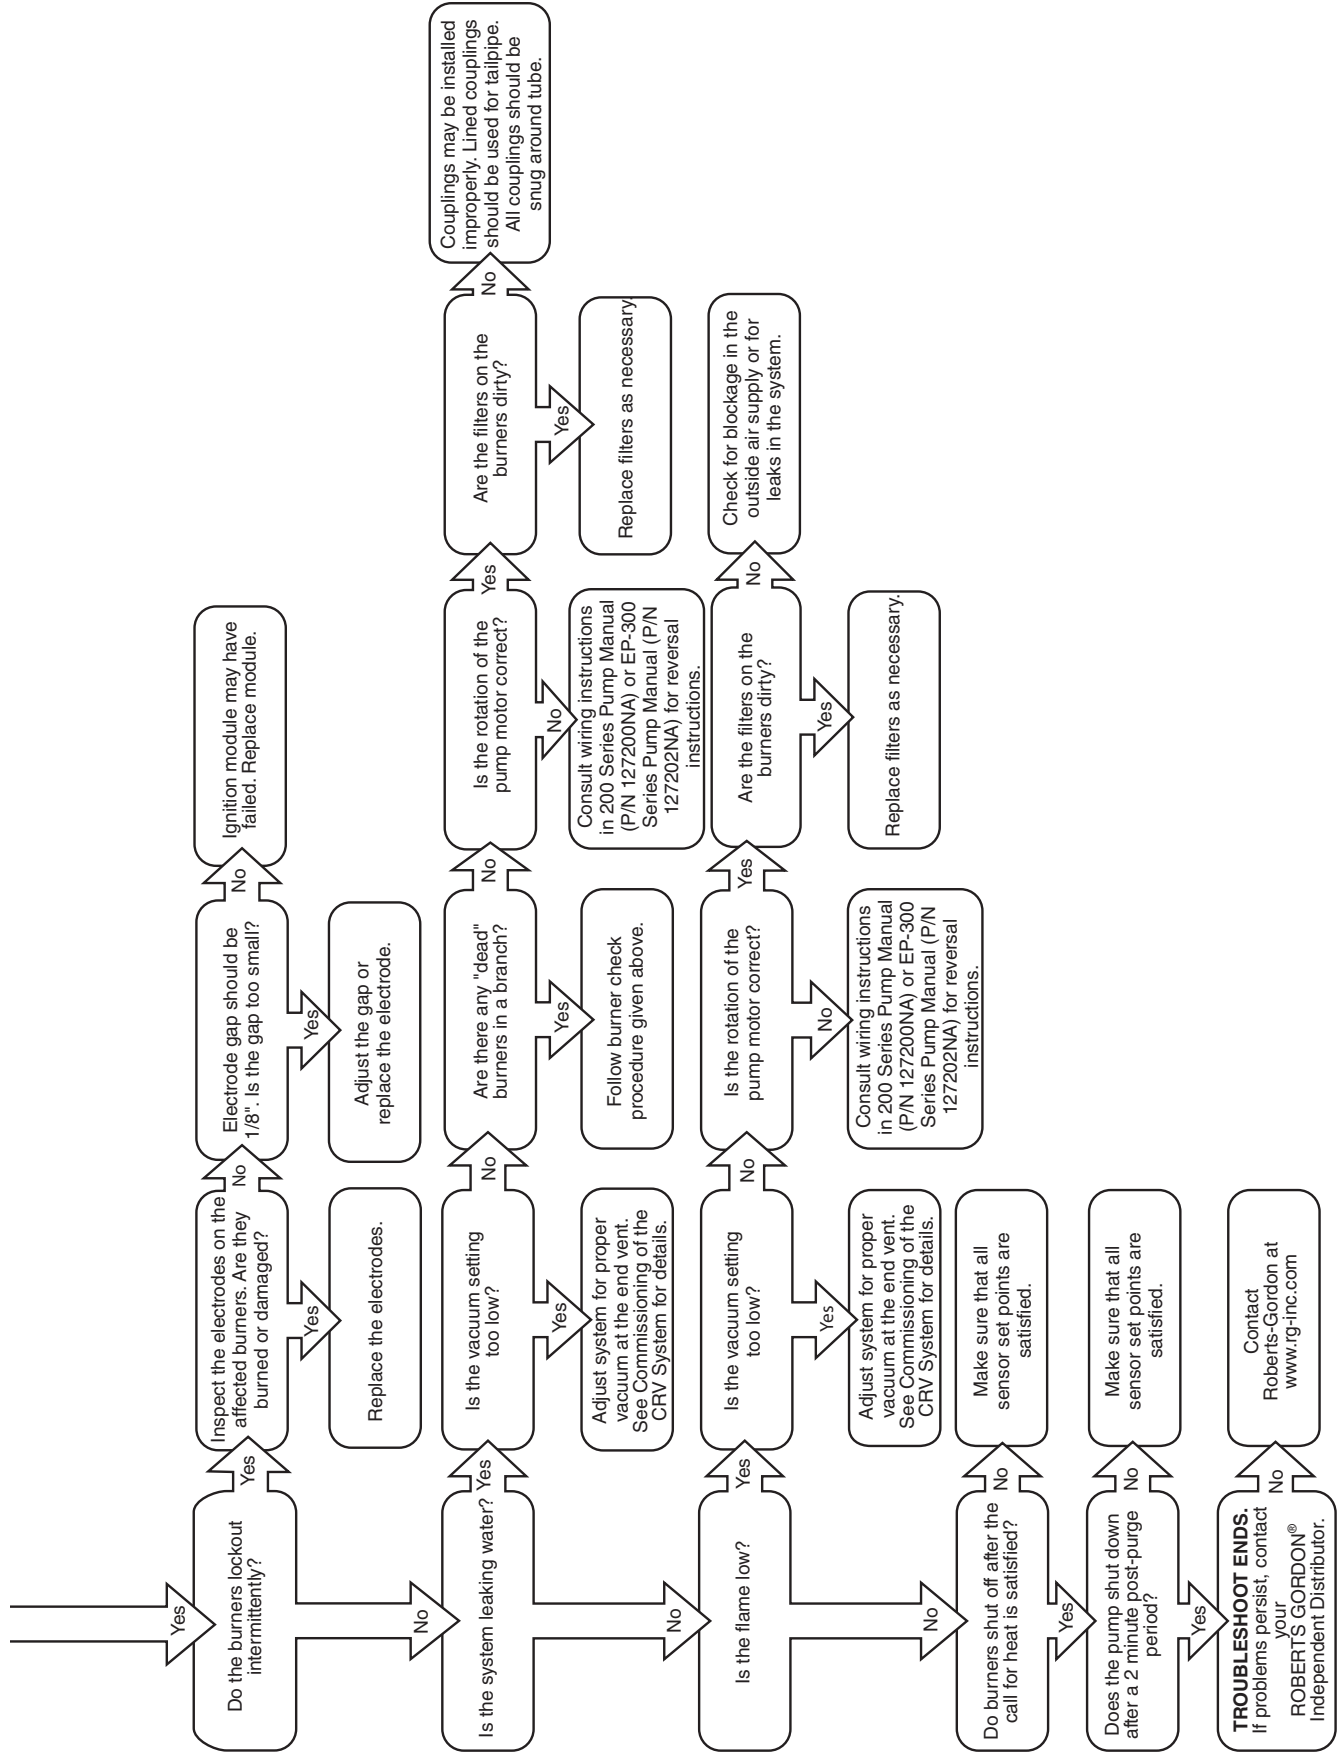 Yes
Do the burners lockout
intermittently?
Yes
Inspect the electrodes on the
affected burners. Are they
burned or damaged?
Yes
Replace the electrodes.
No
Electrode gap should be
1/8". Is the gap too small?
Yes
Adjust the gap or
replace the electrode.
No
Ignition module may have
failed. Replace module.
No
Is the system leaking water?
Yes
Is the vacuum setting
too low?
Yes
Adjust system for proper
vacuum at the end vent.
See Commissioning of the
CRV System for details.
No
Are there any "dead"
burners in a branch?
Yes
Follow burner check
procedure given above.
No
Is the rotation of the
pump motor correct?
No
Consult wiring instructions
in 200 Series Pump Manual
(P/N 127200NA) or EP-300
Series Pump Manual (P/N
127202NA) for reversal
instructions.
Yes
Are the filters on the
burners dirty?
Yes
Replace filters as necessary.
No
Couplings may be installed
improperly. Lined couplings
should be used for tailpipe.
All couplings should be
snug around tube.
No
Is the flame low?
Yes
Is the vacuum setting
too low?
Yes
Adjust system for proper
vacuum at the end vent.
See Commissioning of the
CRV System for details.
No
Is the rotation of the
pump motor correct?
No
Consult wiring instructions
in 200 Series Pump Manual
(P/N 127200NA) or EP-300
Series Pump Manual (P/N
127202NA) for reversal
instructions.
Yes
Are the filters on the
burners dirty?
Yes
Replace filters as necessary.
No
Check for blockage in the
outside air supply or for
leaks in the system.
No
Do burners shut off after the
call for heat is satisfied?
No
Make sure that all
sensor set points are
satisfied.
Yes
Does the pump shut down
after a 2 minute post-purge
period?
No
Make sure that all
sensor set points are
satisfied.
Yes
TROUBLESHOOT ENDS.
If problems persist, contact
your
ROBERTS GORDON®
Independent Distributor.
No
Contact
Roberts-Gordon at
www.rg-inc.com